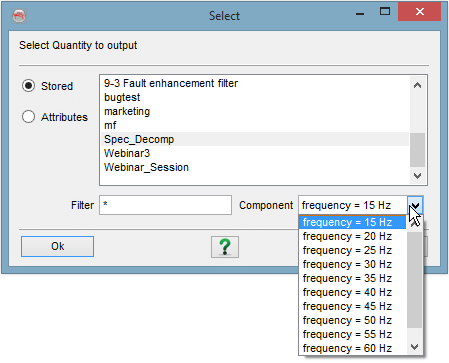 Select
Select Quantity to output
Stored
Attributes
9-3 Fault enhancement filter
bugtest
marketing
mf
Spec_Decomp
Webinar3
Webinar_Session
Filter * Component frequency = 15 Hz
Ok ?
frequency = 15 Hz
frequency = 20 Hz
frequency = 25 Hz
frequency = 30 Hz
frequency = 35 Hz
frequency = 40 Hz
frequency = 45 Hz
frequency = 50 Hz
frequency = 55 Hz
frequency = 60 Hz